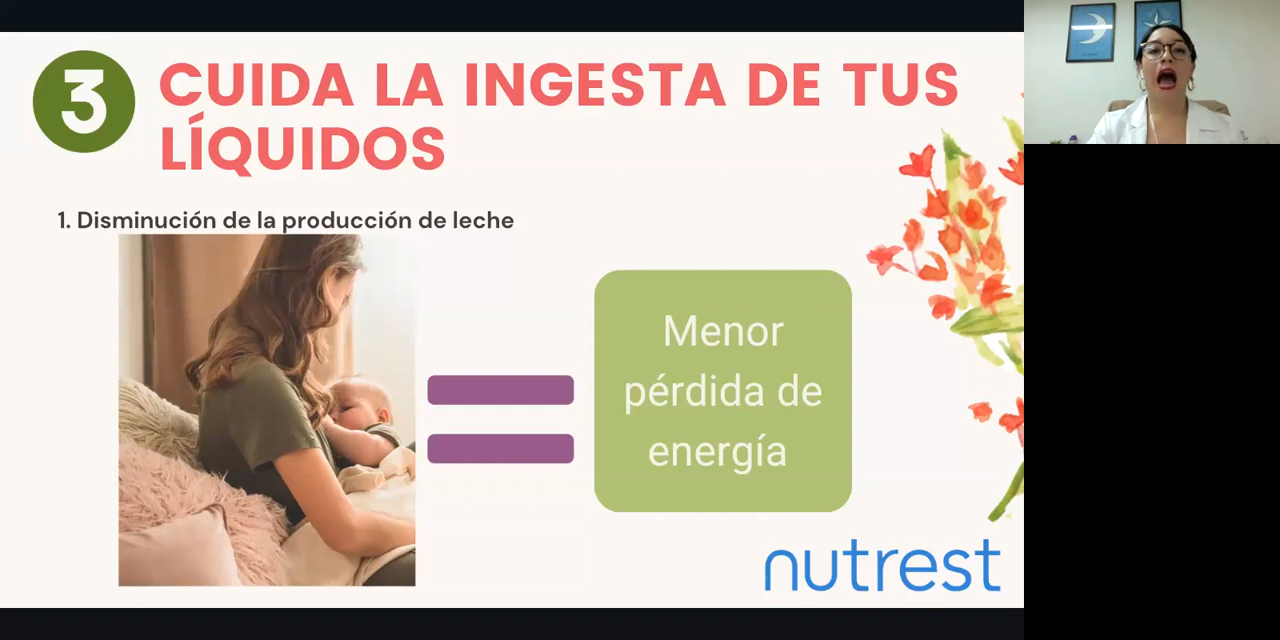 3
CUIDA LA INGESTA DE TUS
LÍQUIDOS
1. Disminución de la producción de leche
Menor
pérdida de
energía
nutrest